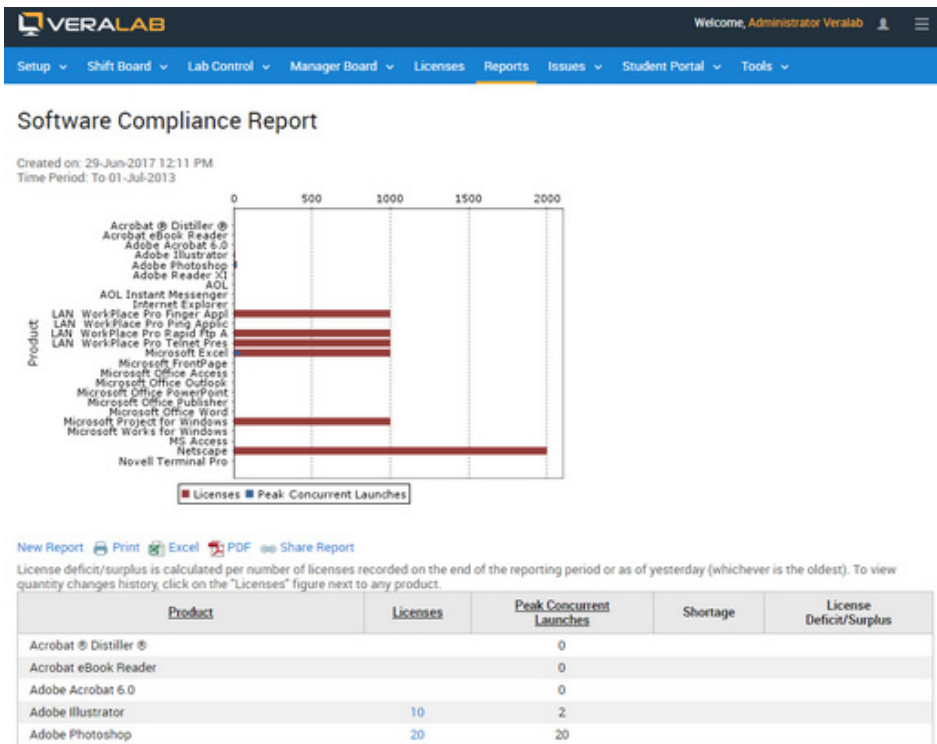 VERALAB
Welcome, Administrator Veralab
Setup Shift Board Lab Control Manager Board Licenses Reports Issues Student Portal Tools
Software Compliance Report
Created on: 29-Jun-2017 12:11 PM
Time Period: To 01-Jul-2013
0 500 1000 1500 2000
Product
Acrobat ® Distiller ®
Acrobat eBook Reader
Adobe Acrobat 6.0
Adobe Illustrator
Adobe Photoshop
Adobe Reader XI
AOL
AOL Instant Messenger
Internet Explorer
LAN WorkPlace Pro Finger Appl
LAN WorkPlace Pro Ping Applic
LAN WorkPlace Pro Rapid Ftp A
LAN WorkPlace Pro Telnet Pres
Microsoft Excel
Microsoft FrontPage
Microsoft Office Access
Microsoft Office Outlook
Microsoft Office PowerPoint
Microsoft Office Publisher
Microsoft Office Word
Microsoft Project for Windows
Microsoft Works for Windows
MS Access
Netscape
Novell Terminal Pro
Licenses Peak Concurrent Launches
New Report Print Excel PDF Share Report
License deficit/surplus is calculated per number of licenses recorded on the end of the reporting period or as of yesterday (whichever is the oldest). To view
quantity changes history, click on the "Licenses" figure next to any product.
Product Licenses Peak Concurrent Launches Shortage License Deficit/Surplus
Acrobat ® Distiller ® 0
Acrobat eBook Reader 0
Adobe Acrobat 6.0 0
Adobe Illustrator 10 2
Adobe Photoshop 20 20